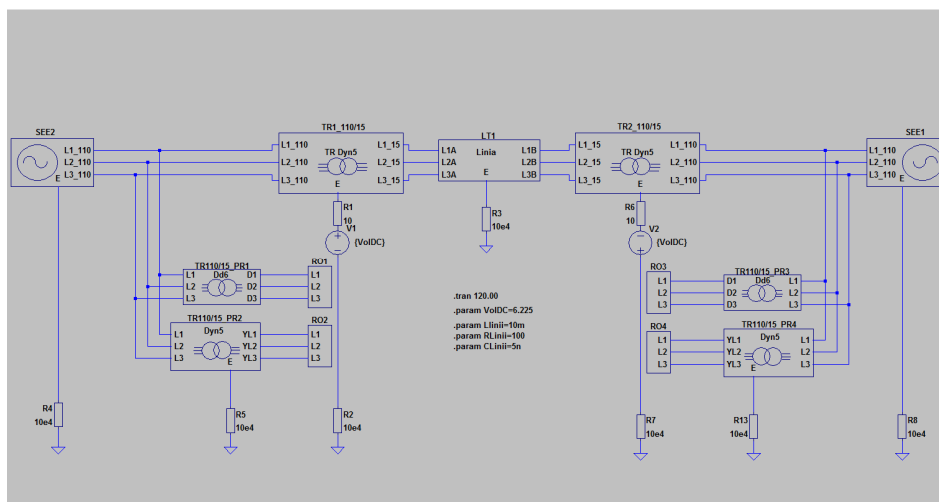 SEE2
L1_110
L2_110
L3_110
E
TR1_110/15
L1_110
L2_110
L3_110
TR Dyn5
E
L1_15
L2_15
L3_15
LT1
Linia
L1A
L2A
L3A
E
L1B
L2B
L3B
TR2_110/15
L1_15
L2_15
L3_15
TR Dyn5
E
L1_110
L2_110
L3_110
SEE1
L1_110
L2_110
L3_110
E
R1
10
V1
{VolDC}
R3
10e4
R6
10
V2
{VolDC}
TR110/15_PR1
Dd6
L1
L2
L3
D1
D2
D3
RO1
L1
L2
L3
TR110/15_PR2
Dyn5
L1
L2
L3
E
YL1
YL2
YL3
RO2
L1
L2
L3
.tran 120.00
.param VolDC=6.225
.param Llinii=10m
.param RLinii=100
.param CLinii=5n
RO3
L1
L2
L3
TR110/15_PR3
Dd6
D1
D2
D3
L1
L2
L3
RO4
L1
L2
L3
TR110/15_PR4
Dyn5
YL1
YL2
YL3
E
L1
L2
L3
R4
10e4
R5
10e4
R2
10e4
R7
10e4
R13
10e4
R8
10e4